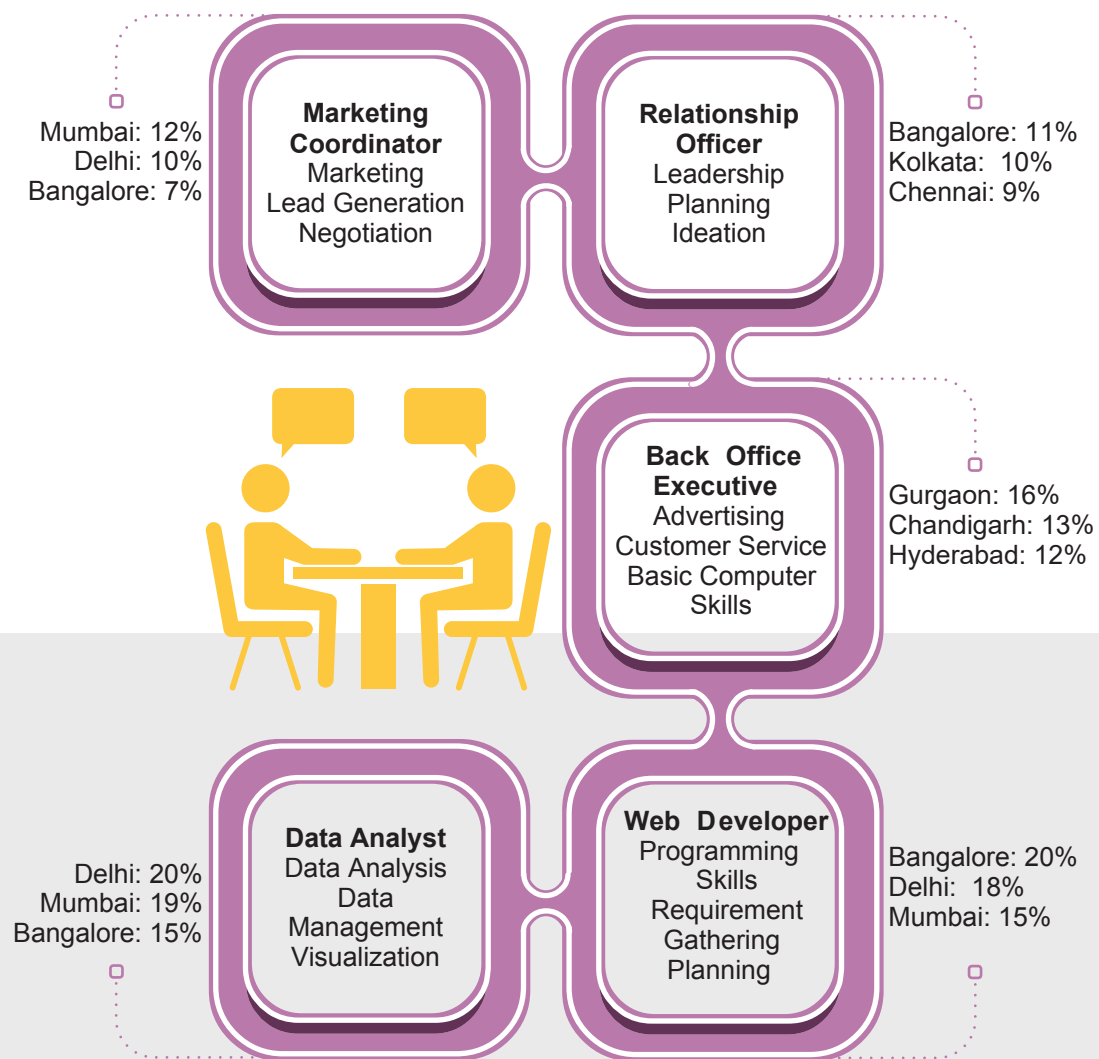 Mumbai: 12%
Delhi: 10%
Bangalore: 7%
Marketing
Coordinator
Marketing
Lead Generation
Negotiation
Relationship
Officer
Leadership
Planning
Ideation
Bangalore: 11%
Kolkata: 10%
Chennai: 9%
Back Office
Executive
Advertising
Customer Service
Basic Computer
Skills
Gurgaon: 16%
Chandigarh: 13%
Hyderabad: 12%
Delhi: 20%
Mumbai: 19%
Bangalore: 15%
Data Analyst
Data Analysis
Data
Management
Visualization
Web Developer
Programming
Skills
Requirement
Gathering
Planning
Bangalore: 20%
Delhi: 18%
Mumbai: 15%